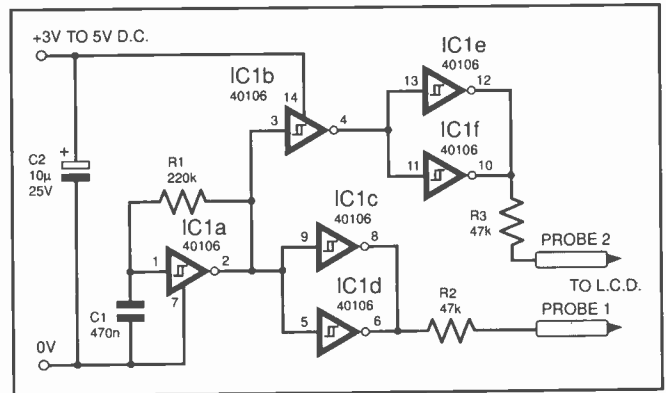 +3V TO 5V D.C.
IC1e
40106
13
12
IC1b
40106
14
3
4
IC1f
40106
11
10
C2
10µ
25V
+
R1
220k
IC1a
40106
1
2
7
IC1c
40106
9
8
R3
47k
PROBE 2
TO L.C.D.
IC1d
40106
5
6
R2
47k
PROBE 1
C1
470n
0V